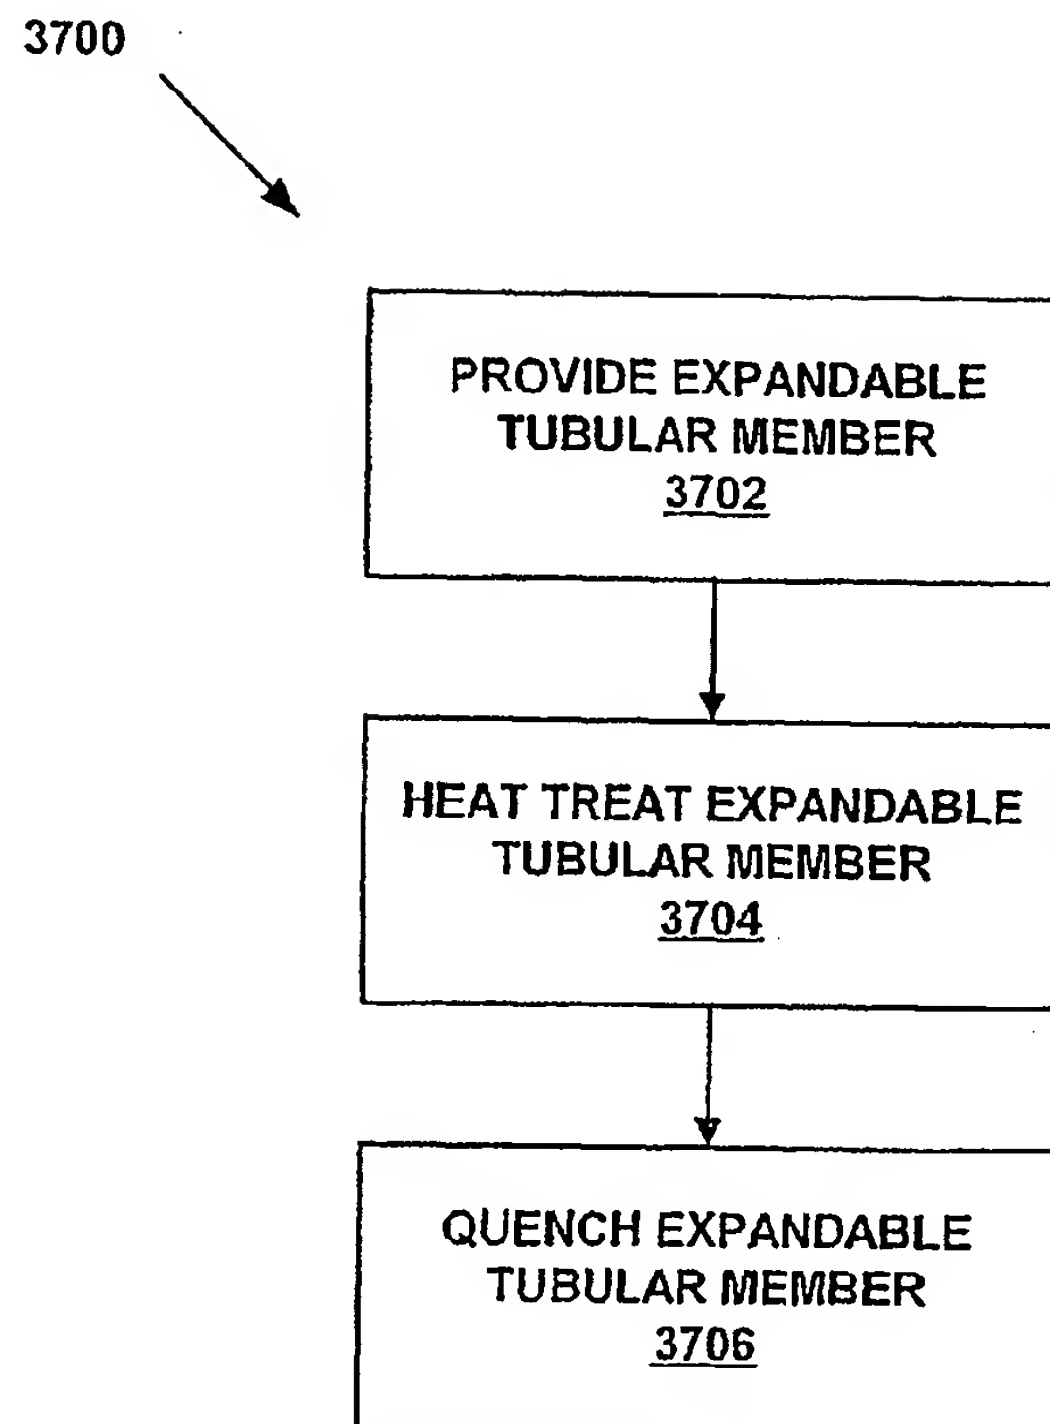 3700
PROVIDE EXPANDABLE
TUBULAR MEMBER
3702
HEAT TREAT EXPANDABLE
TUBULAR MEMBER
3704
QUENCH EXPANDABLE
TUBULAR MEMBER
3706